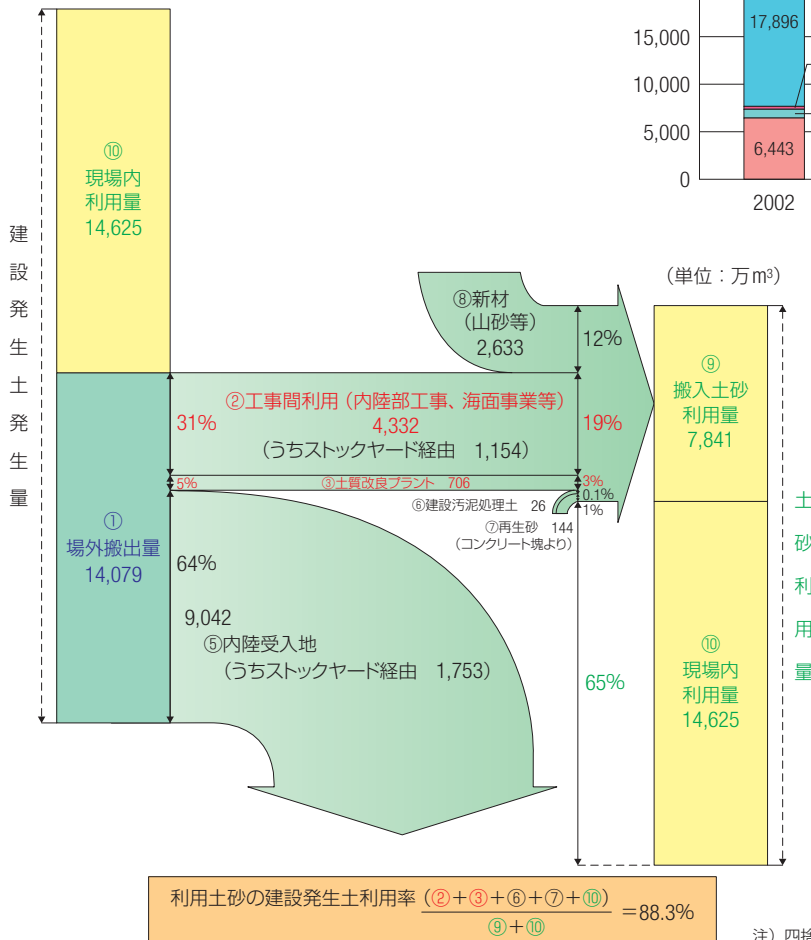 17,896
15,000
10,000
5,000
6,443
0
2002
(単位：万m³)
建設発生土発生量
⑩
現場内
利用量
14,625
⑧新材
(山砂等)
2,633
12%
⑨
搬入土砂
利用量
7,841
31%
②工事間利用（内陸部工事、海面事業等）
4,332
(うちストックヤード経由 1,154)
19%
5%
③土質改良プラント 706
3%
⑥建設汚泥処理土 26
0.1%
⑦再生砂 144
(コンクリート塊より)
1%
①
場外搬出量
14,079
64%
9,042
⑤内陸受入地
(うちストックヤード経由 1,753)
65%
⑩
現場内
利用量
14,625
土砂利用量
利用土砂の建設発生土利用率 (②＋③＋⑥＋⑦＋⑩)
⑨＋⑩
＝88.3%
注）四捨